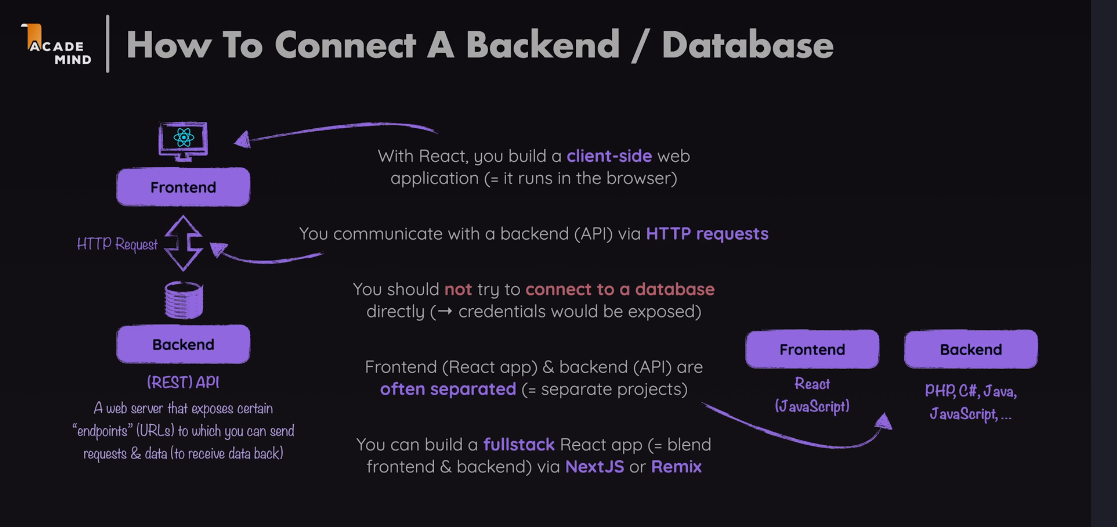 ACADE
MIND
How To Connect A Backend / Database
Frontend
HTTP Request
Backend
(REST) API
A web server that exposes certain
“endpoints” (URLs) to which you can send
requests & data (to receive data back)
With React, you build a client-side web
application (= it runs in the browser)
You communicate with a backend (API) via HTTP requests
You should not try to connect to a database
directly (→ credentials would be exposed)
Frontend (React app) & backend (API) are
often separated (= separate projects)
You can build a fullstack React app (= blend
frontend & backend) via NextJS or Remix
Frontend
React
(JavaScript)
Backend
PHP, C#, Java,
JavaScript, ...